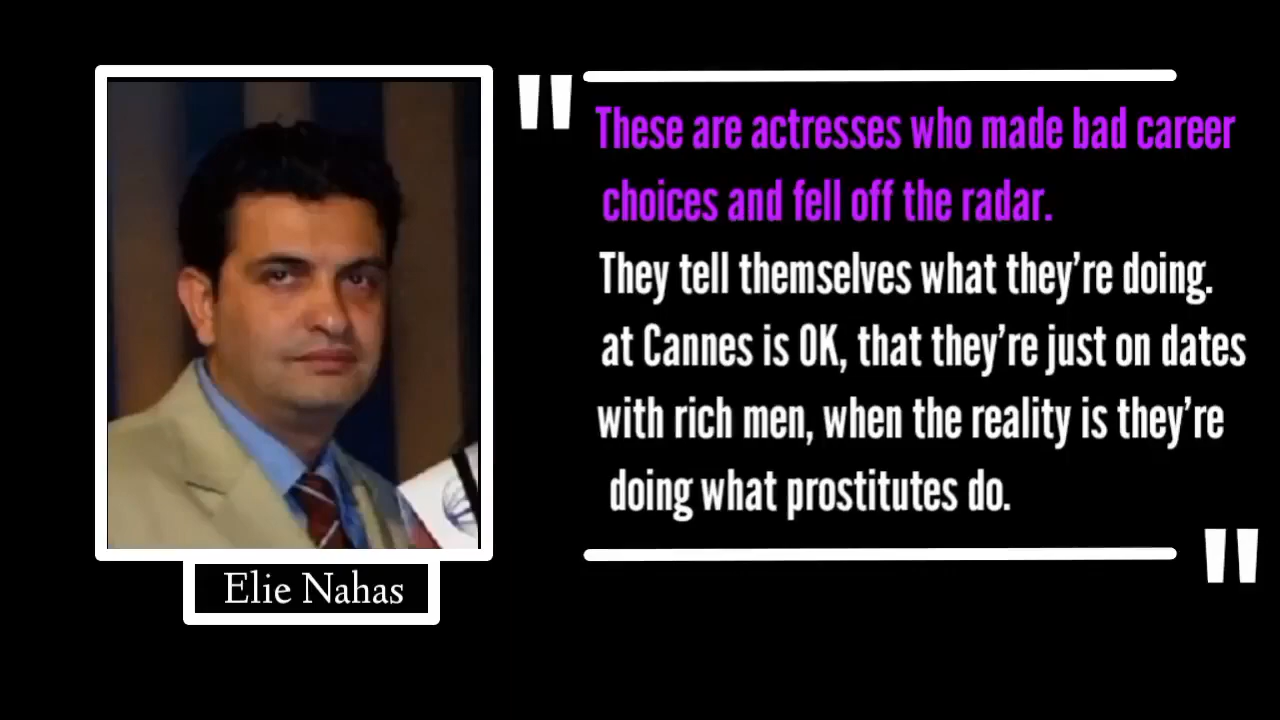 "These are actresses who made bad career
choices and fell off the radar.
They tell themselves what they're doing.
at Cannes is OK, that they're just on dates
with rich men, when the reality is they're
doing what prostitutes do."
Elie Nahas